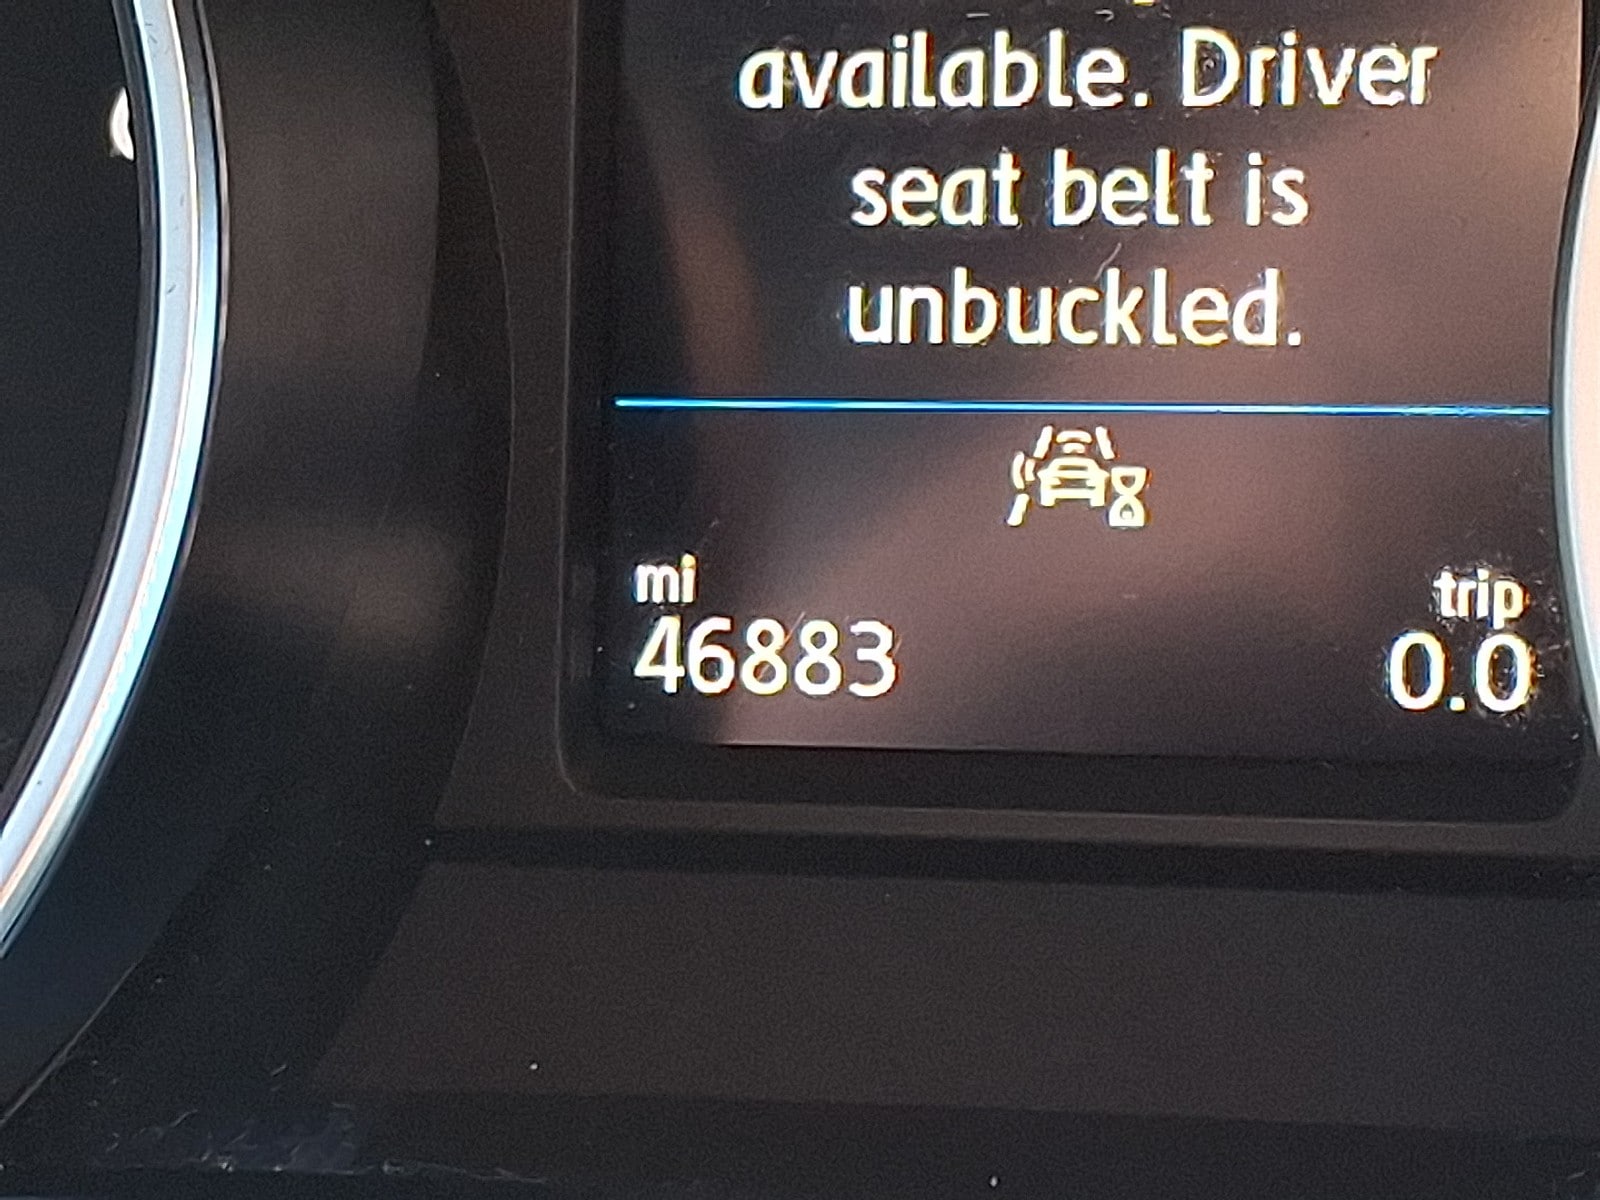 available. Driver
seat belt is
unbuckled.
mi
trip
46883
0.0